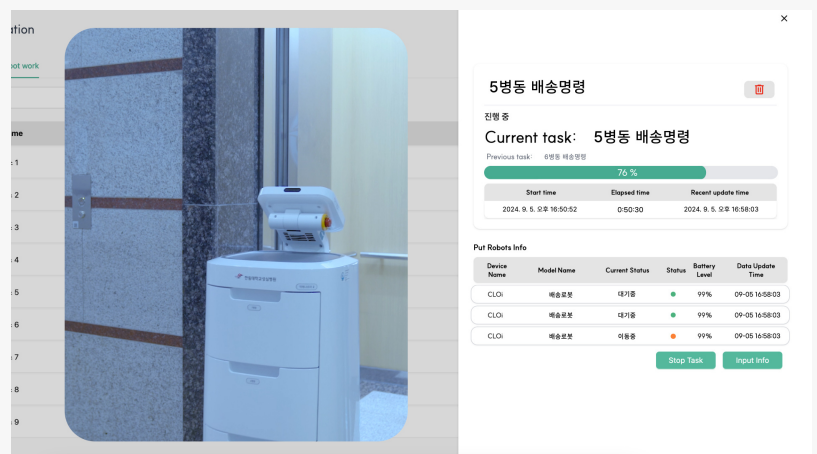 ation
bot work
me
1
2
3
4
5
6
7
8
9
5병동 배송명령
진행 중
Current task: 5병동 배송명령
Previous task: 6병동 배송명령
76 %
Start time Elapsed time Recent update time
2024. 9. 5. 오후 16:50:52 0:50:30 2024. 9. 5. 오후 16:58:03
Put Robots Info
Device Name Model Name Current Status Status Battery Level Data Update Time
CLOi 배송로봇 대기중 99% 09-05 16:58:03
CLOi 배송로봇 대기중 99% 09-05 16:58:03
CLOi 배송로봇 이동중 99% 09-05 16:58:03
Stop Task Input Info